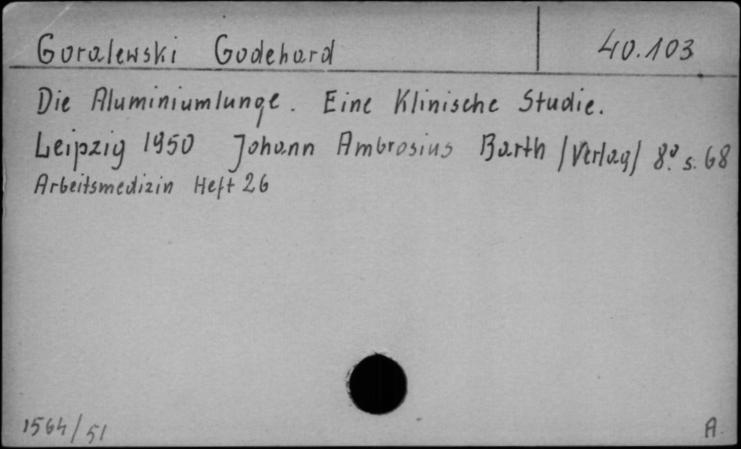 Goralewski Godehard 40.103
Die Aluminiumlunge. Eine Klinische Studie.
Leipzig 1950 Johann Ambrosius Barth /Verlag/ 8° s. 68
Arbeitsmedizin Heft 26
1564/51 A.